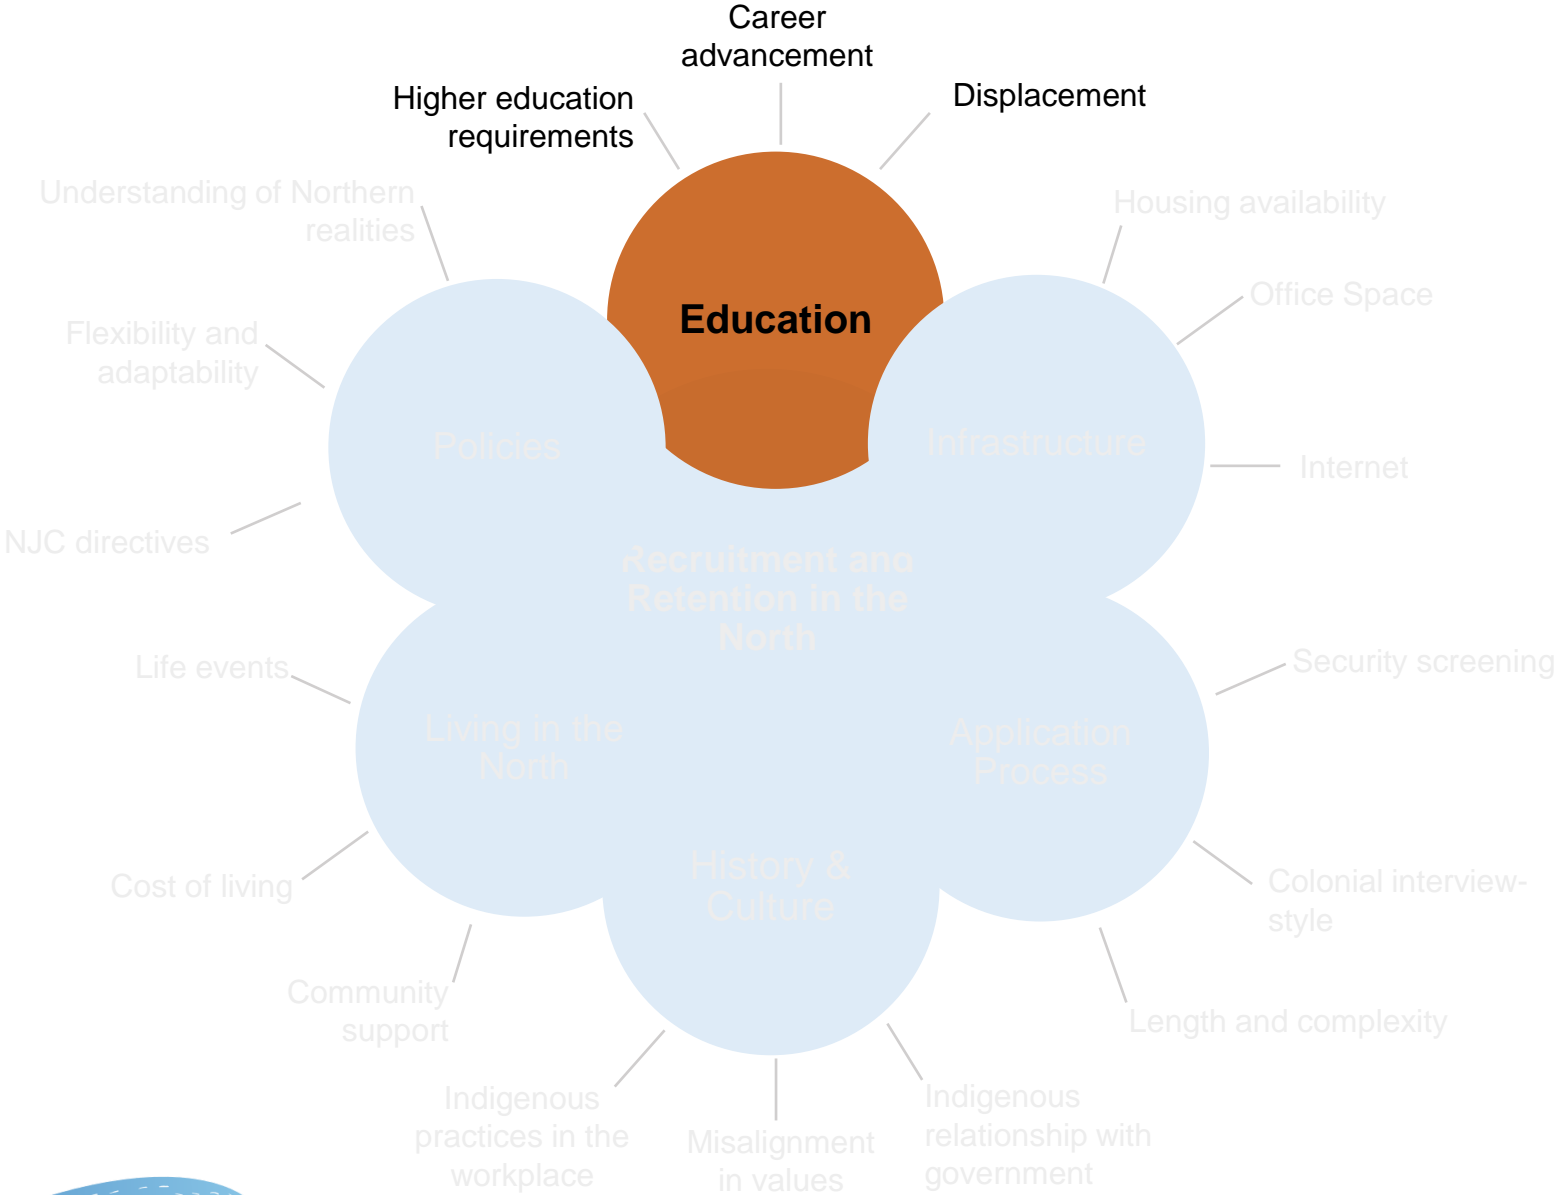 Career
advancement
Higher education
requirements
Displacement
Understanding of Northern
realities
Housing availability
Office Space
Flexibility and
adaptability
Education
Policies
Infrastructure
Internet
NJC directives
Recruitment and
Retention in the
North
Life events
Security screening
Living in the
North
Application
Process
History &
Culture
Cost of living
Colonial interview-
style
Community
support
Length and complexity
Indigenous
practices in the
workplace
Misalignment
in values
Indigenous
relationship with
government